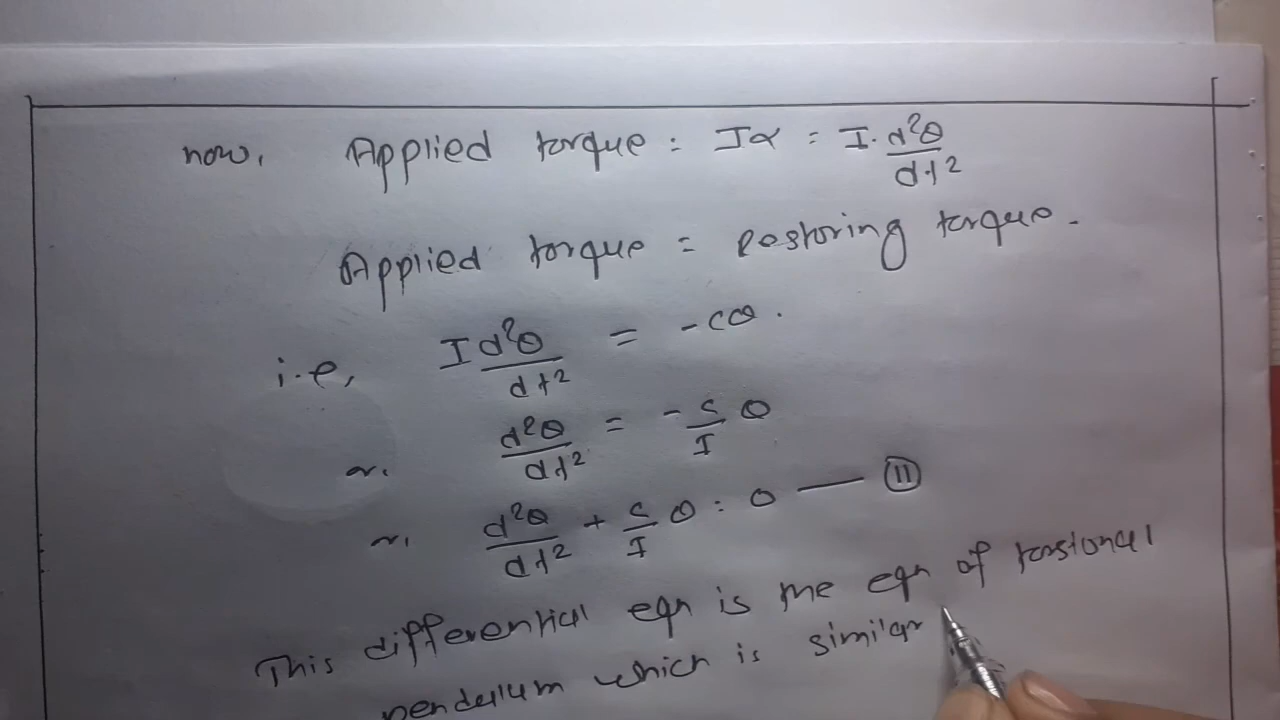 now, Applied torque = Iα = I. d²θ/dt²
Applied torque = Restoring torque.
i.e, I d²θ/dt² = -cθ.
or, d²θ/dt² = -c/I θ
or, d²θ/dt² + c/I θ = 0 — (II)
This differential eqn is the eqn of torsional
pendulum which is similar